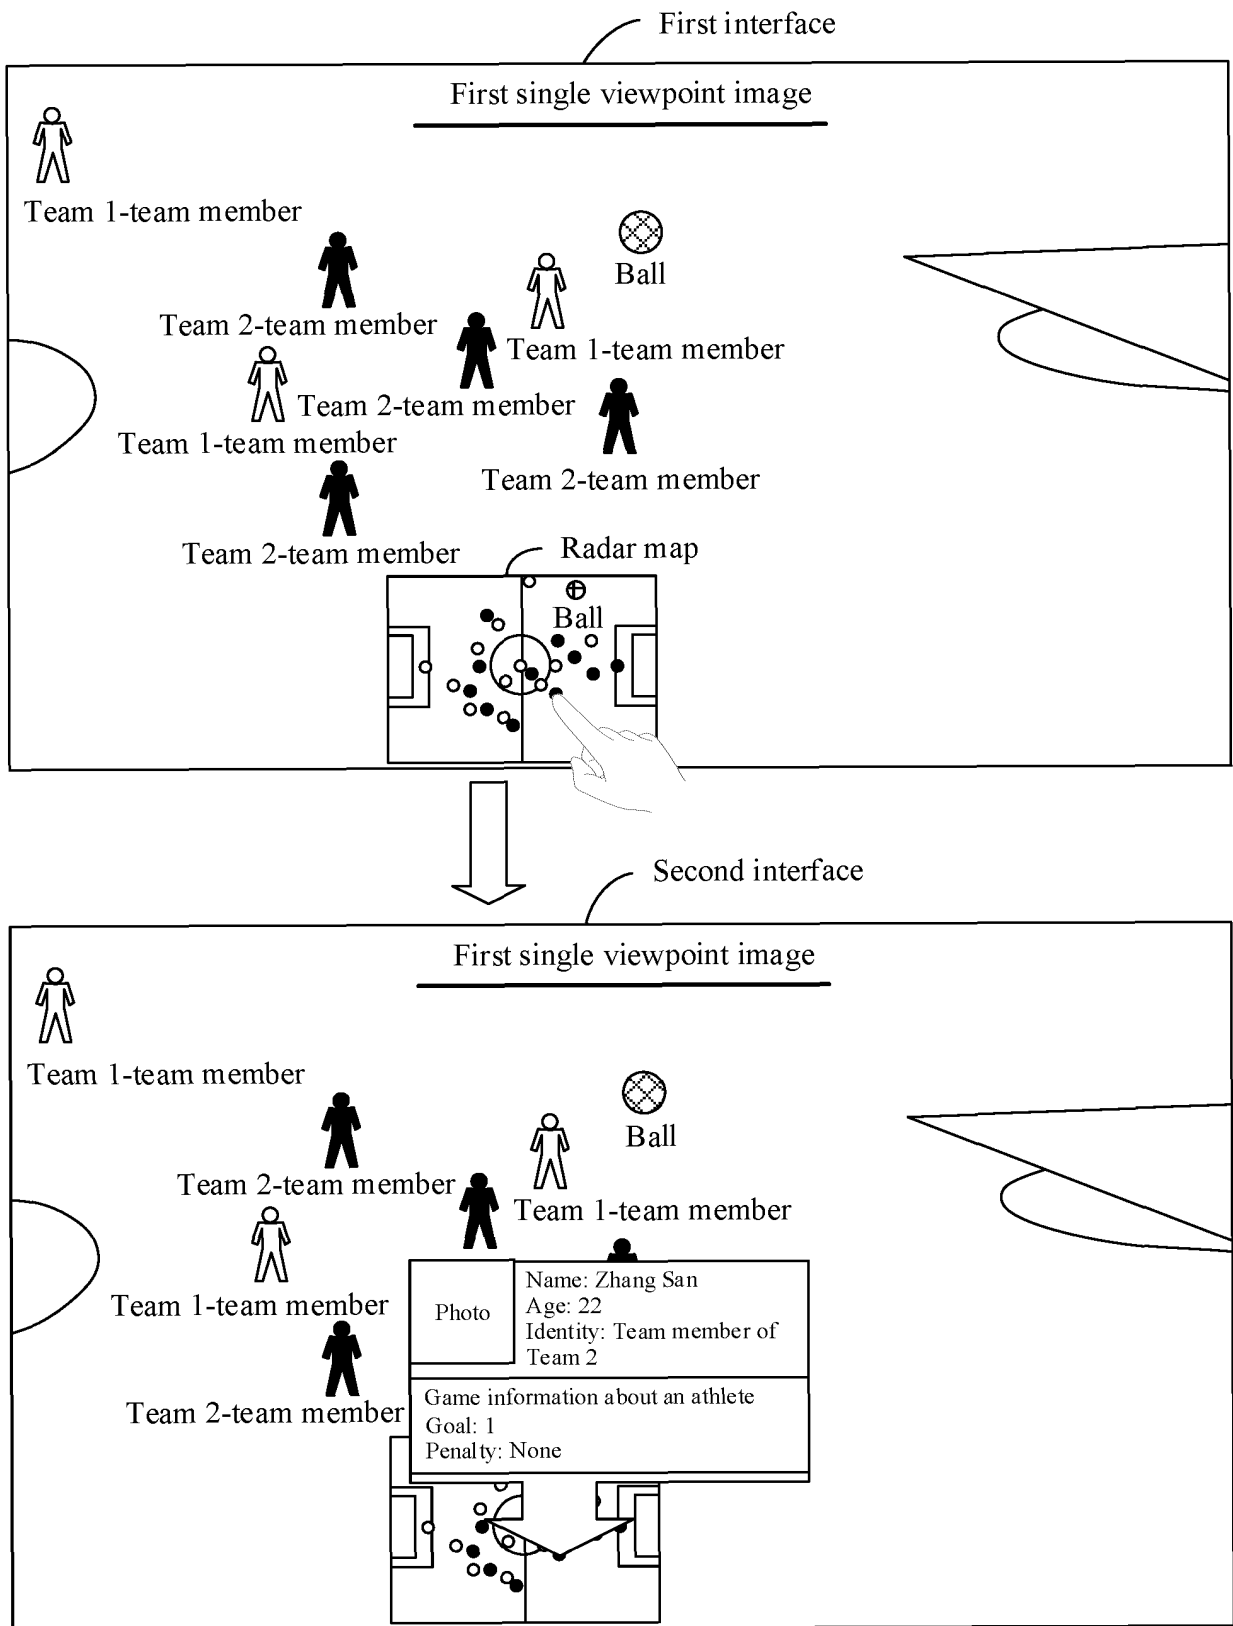 First interface
First single viewpoint image
Team 1-team member
Ball
Team 2-team member
Team 1-team member
Team 2-team member
Team 1-team member
Team 2-team member
Team 2-team member
Radar map
Ball
Second interface
First single viewpoint image
Team 1-team member
Ball
Team 2-team member
Team 1-team member
Team 1-team member
Team 2-team member
Photo
Name: Zhang San
Age: 22
Identity: Team member of
Team 2
Game information about an athlete
Goal: 1
Penalty: None